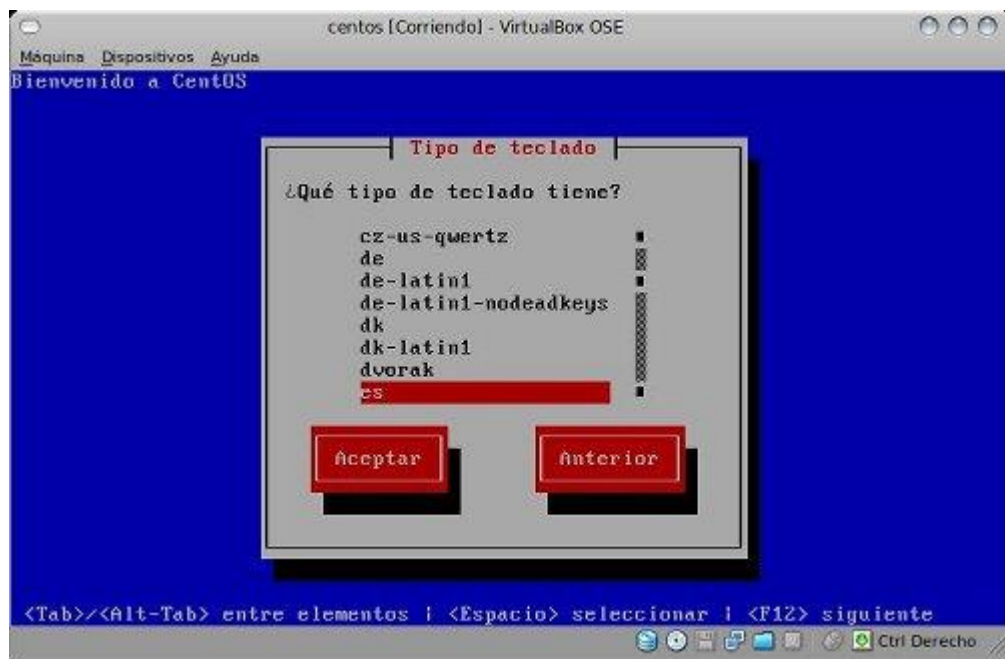 centos [Corriendo] - VirtualBox OSE
Máquina Dispositivos Ayuda
Bienvenido a CentOS
Tipo de teclado
¿Qué tipo de teclado tiene?
cz-us-qwertz
de
de-latin1
de-latin1-nodeadkeys
dk
dk-latin1
dvorak
es
Aceptar Anterior
<Tab>/<Alt-Tab> entre elementos | <Espacio> seleccionar | <F12> siguiente
Ctrl Derecho